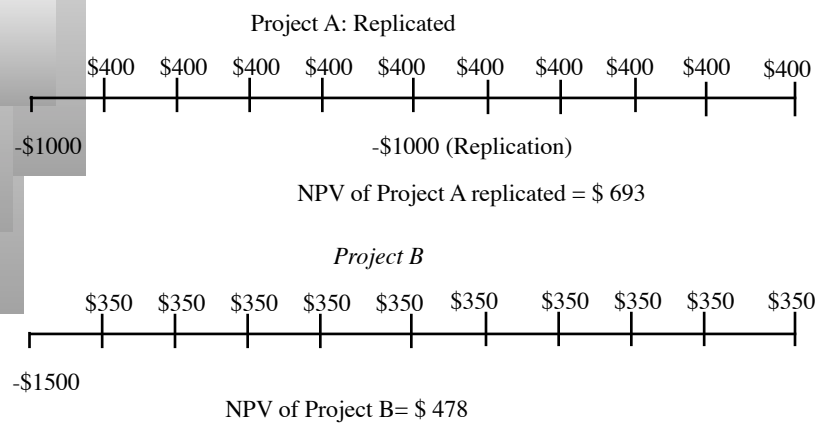 Project A: Replicated
$400 $400 $400 $400 $400 $400 $400 $400 $400 $400
-$1000 -$1000 (Replication)
NPV of Project A replicated = $ 693
Project B
$350 $350 $350 $350 $350 $350 $350 $350 $350 $350
-$1500
NPV of Project B= $ 478